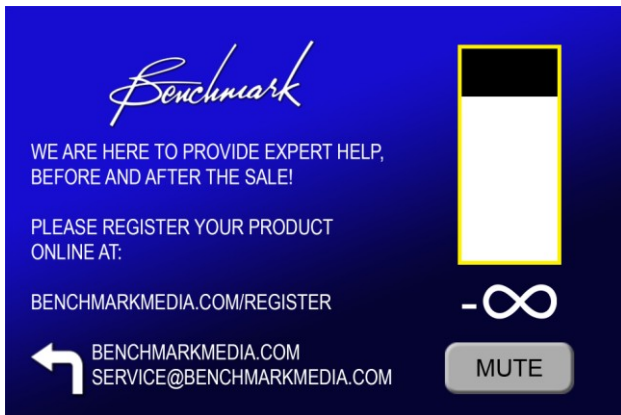 Benchmark
WE ARE HERE TO PROVIDE EXPERT HELP,
BEFORE AND AFTER THE SALE!
PLEASE REGISTER YOUR PRODUCT
ONLINE AT:
BENCHMARKMEDIA.COM/REGISTER
BENCHMARKMEDIA.COM
SERVICE@BENCHMARKMEDIA.COM
-∞
MUTE